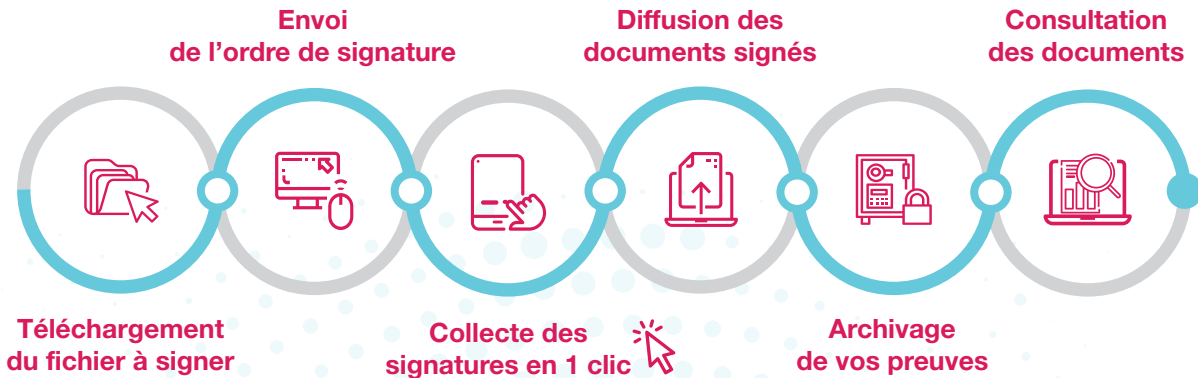 Envoi
de l'ordre de signature
Diffusion des
documents signés
Consultation
des documents
Téléchargement
du fichier à signer
Collecte des
signatures en 1 clic
Archivage
de vos preuves